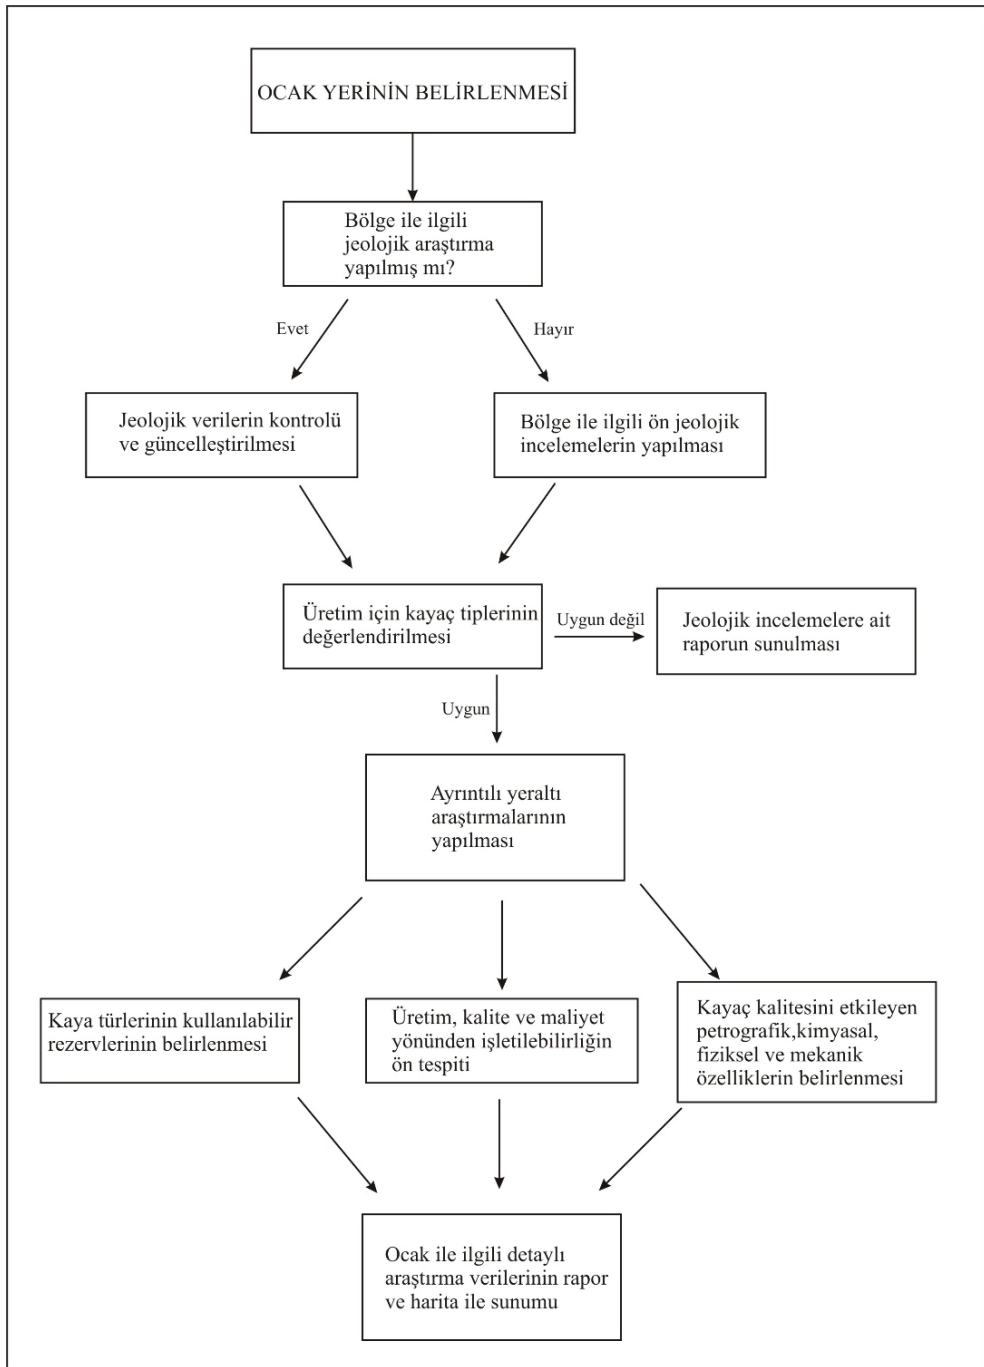 OCAK YERİNİN BELİRLENMESİ
Bölge ile ilgili
jeolojik araştırma
yapılmış mı?
Evet
Hayır
Jeolojik verilerin kontrolü
ve güncelleştirilmesi
Bölge ile ilgili ön jeolojik
incelemelerin yapılması
Üretim için kayaç tiplerinin
değerlendirilmesi
Uygun değil
Jeolojik incelemelere ait
raporun sunulması
Uygun
Ayrıntılı yeraltı
araştırmalarının
yapılması
Kaya türlerinin kullanılabilir
rezervlerinin belirlenmesi
Üretim, kalite ve maliyet
yönünden işletilebilirliğin
ön tespiti
Kayaç kalitesini etkileyen
petrografik,kimyasal,
fiziksel ve mekanik
özelliklerin belirlenmesi
Ocak ile ilgili detaylı
araştırma verilerinin rapor
ve harita ile sunumu